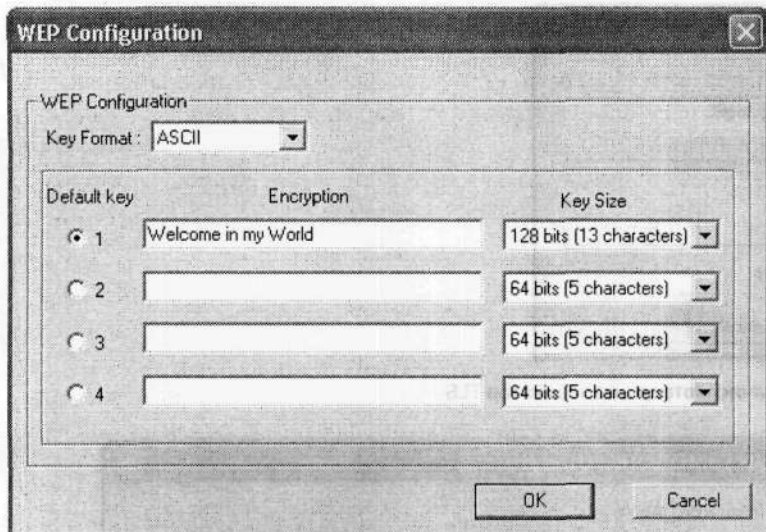 WEP Configuration
WEP Configuration
Key Format : ASCII
Default key Encryption Key Size
1 Welcome in my World 128 bits (13 characters)
2 64 bits (5 characters)
3 64 bits (5 characters)
4 64 bits (5 characters)
OK Cancel